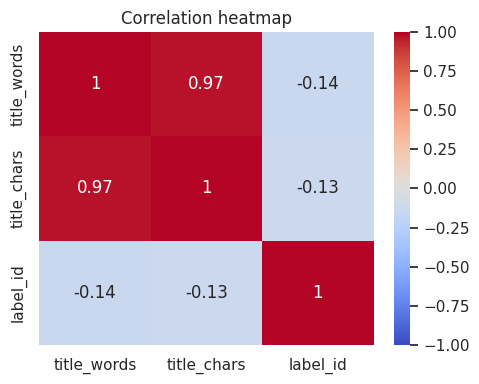 Correlation heatmap
title_words
1
0.97
-0.14
title_chars
0.97
1
-0.13
label_id
-0.14
-0.13
1
title_words
title_chars
label_id
1.00
0.75
0.50
0.25
0.00
−0.25
−0.50
−0.75
−1.00